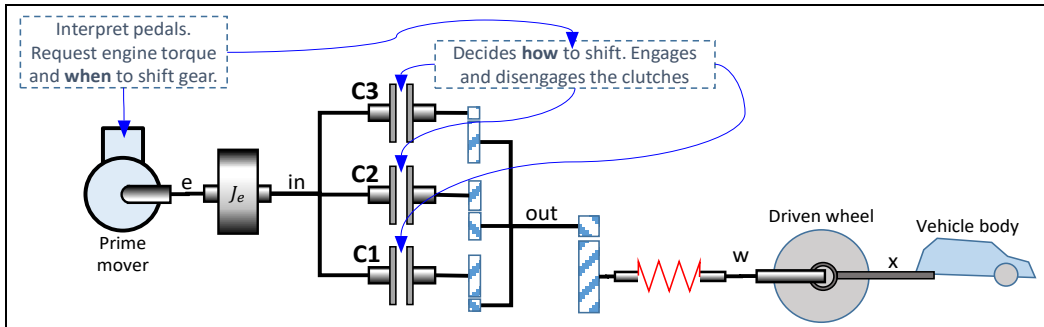 Interpret pedals.
Request engine torque
and when to shift gear.
Decides how to shift. Engages
and disengages the clutches
C3
C2
C1
e
Jₑ
in
out
w
x
Prime
mover
Driven wheel
Vehicle body